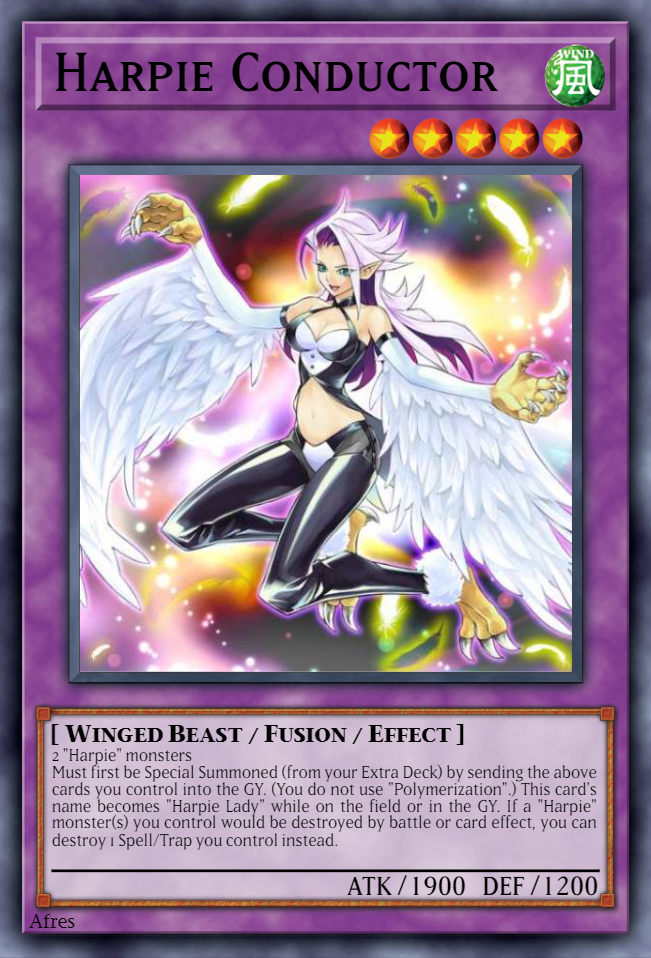 Harpie Conductor
WIND
風
[ Winged Beast / Fusion / Effect ]
2 "Harpie" monsters
Must first be Special Summoned (from your Extra Deck) by sending the above
cards you control into the GY. (You do not use "Polymerization".) This card's
name becomes "Harpie Lady" while on the field or in the GY. If a "Harpie"
monster(s) you control would be destroyed by battle or card effect, you can
destroy 1 Spell/Trap you control instead.
ATK / 1900 DEF / 1200
Afres